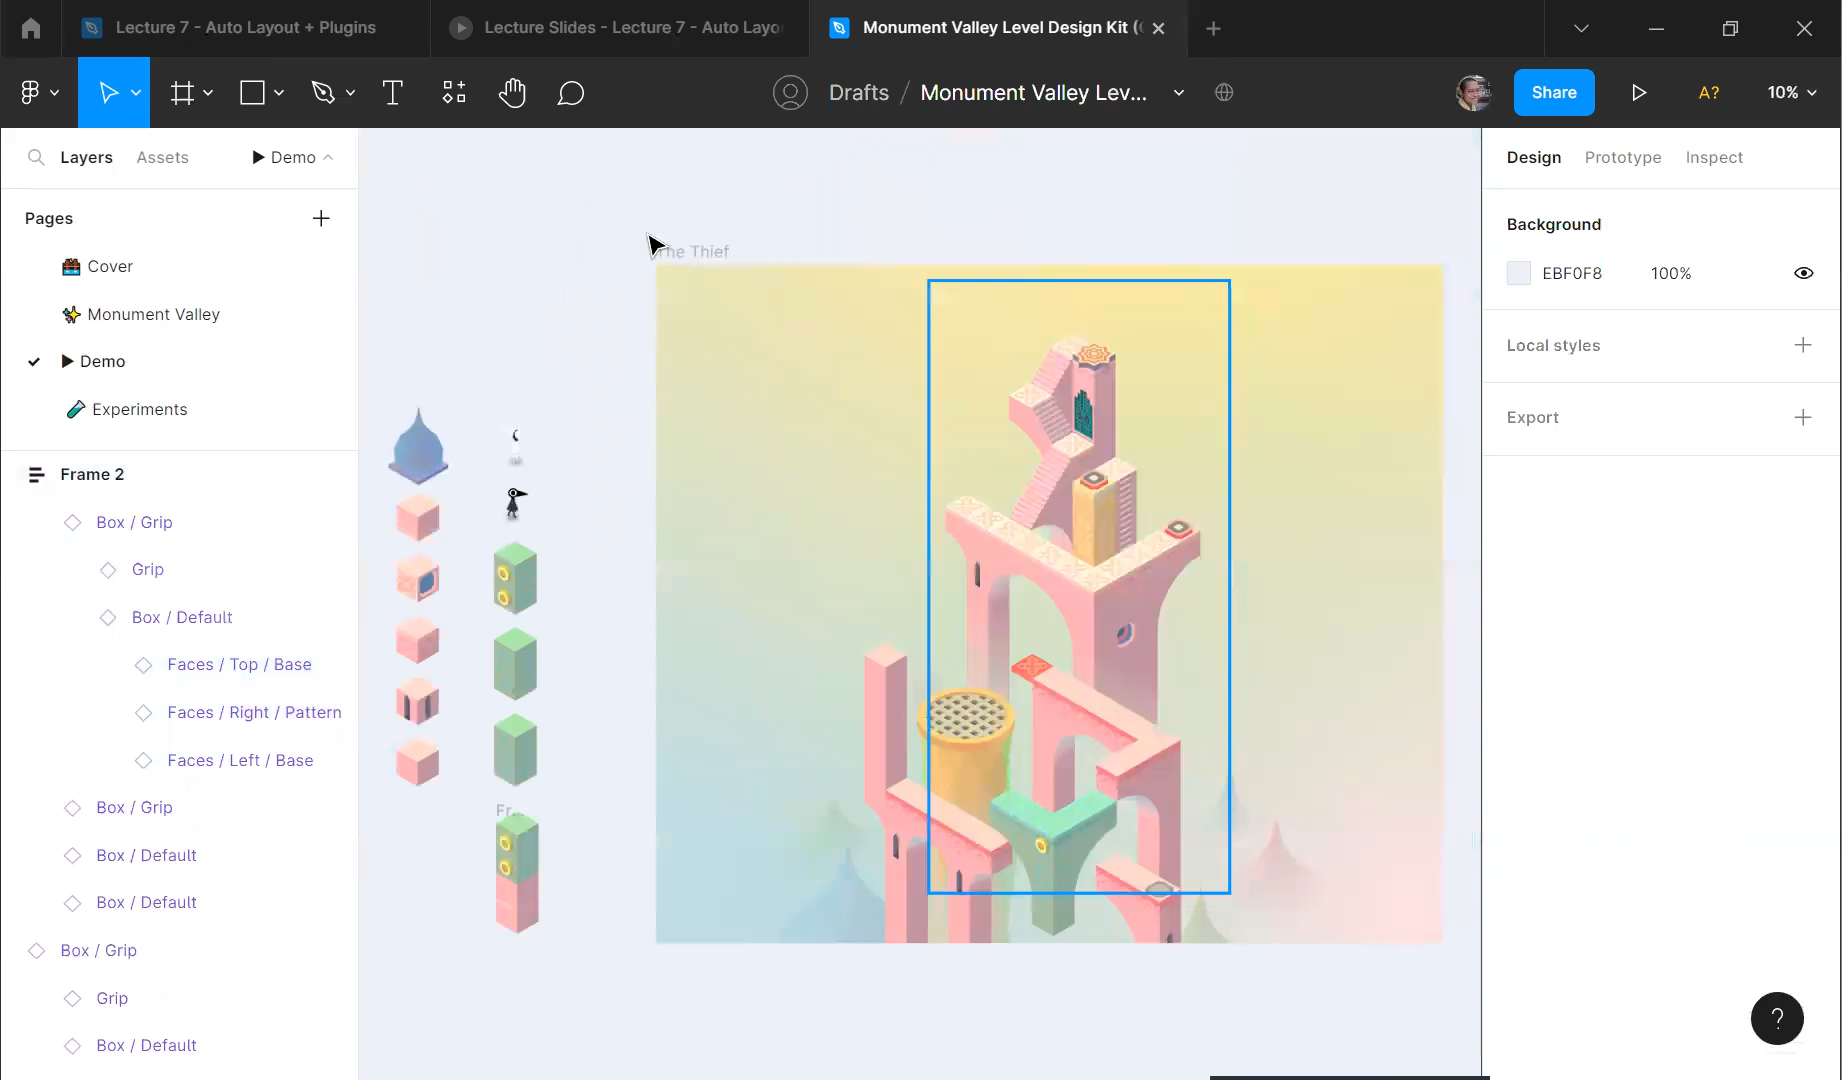 Lecture 7 - Auto Layout + Plugins
Lecture Slides - Lecture 7 - Auto Layo
Monument Valley Level Design Kit (
Drafts / Monument Valley Lev...
Share
A?
10%
Layers
Assets
Demo
Design
Prototype
Inspect
Pages
Cover
Monument Valley
Demo
Experiments
Frame 2
Box / Grip
Grip
Box / Default
Faces / Top / Base
Faces / Right / Pattern
Faces / Left / Base
Box / Grip
Box / Default
Box / Default
Box / Grip
Grip
Box / Default
The Thief
Fr...
Background
EBF0F8
100%
Local styles
Export
?